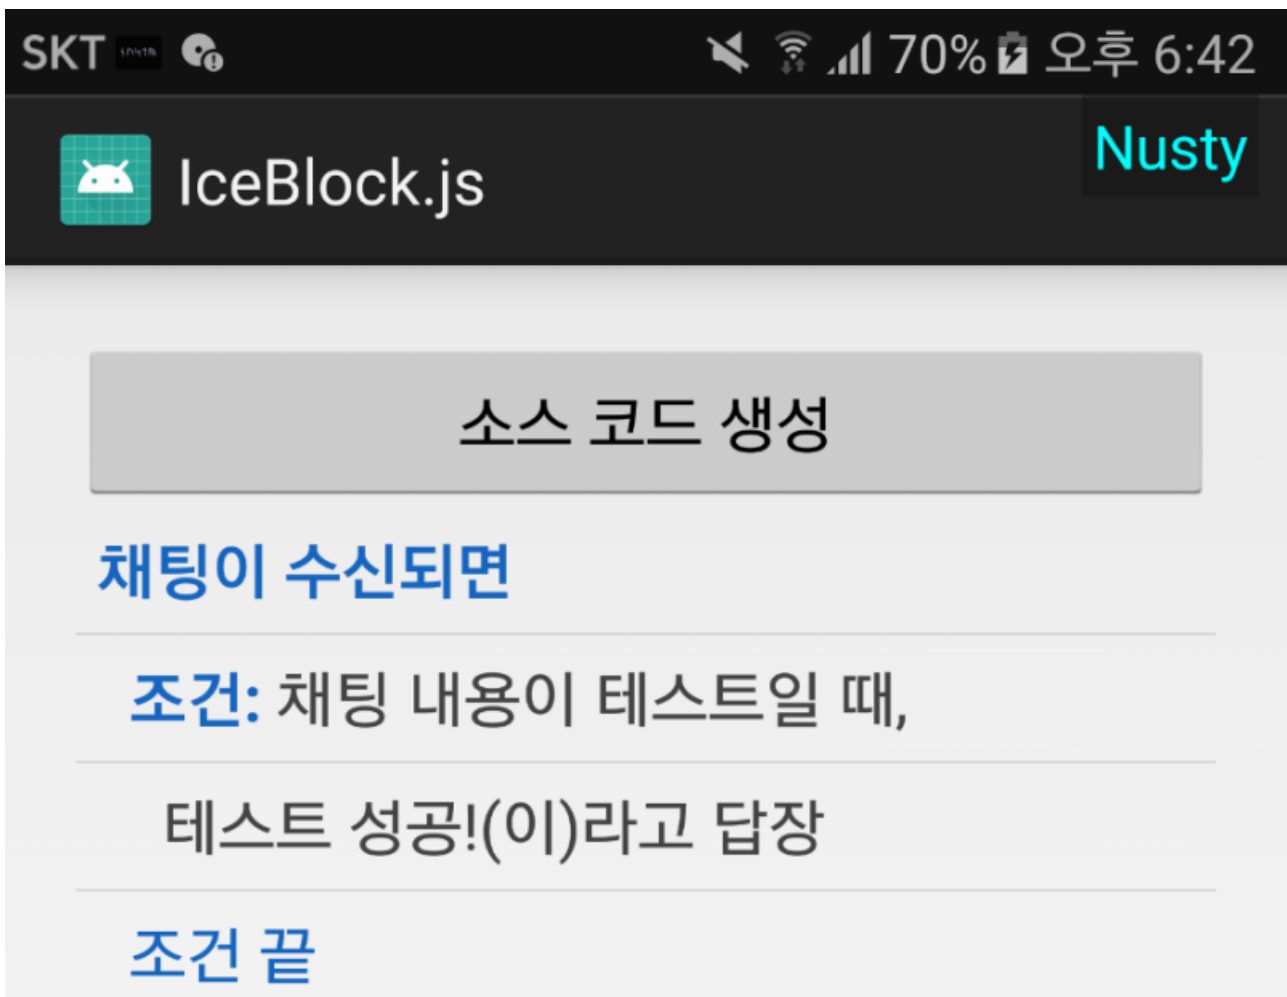 SKT 70% 오후 6:42
Nusty
IceBlock.js
소스 코드 생성
채팅이 수신되면
조건: 채팅 내용이 테스트일 때,
테스트 성공!(이)라고 답장
조건 끝